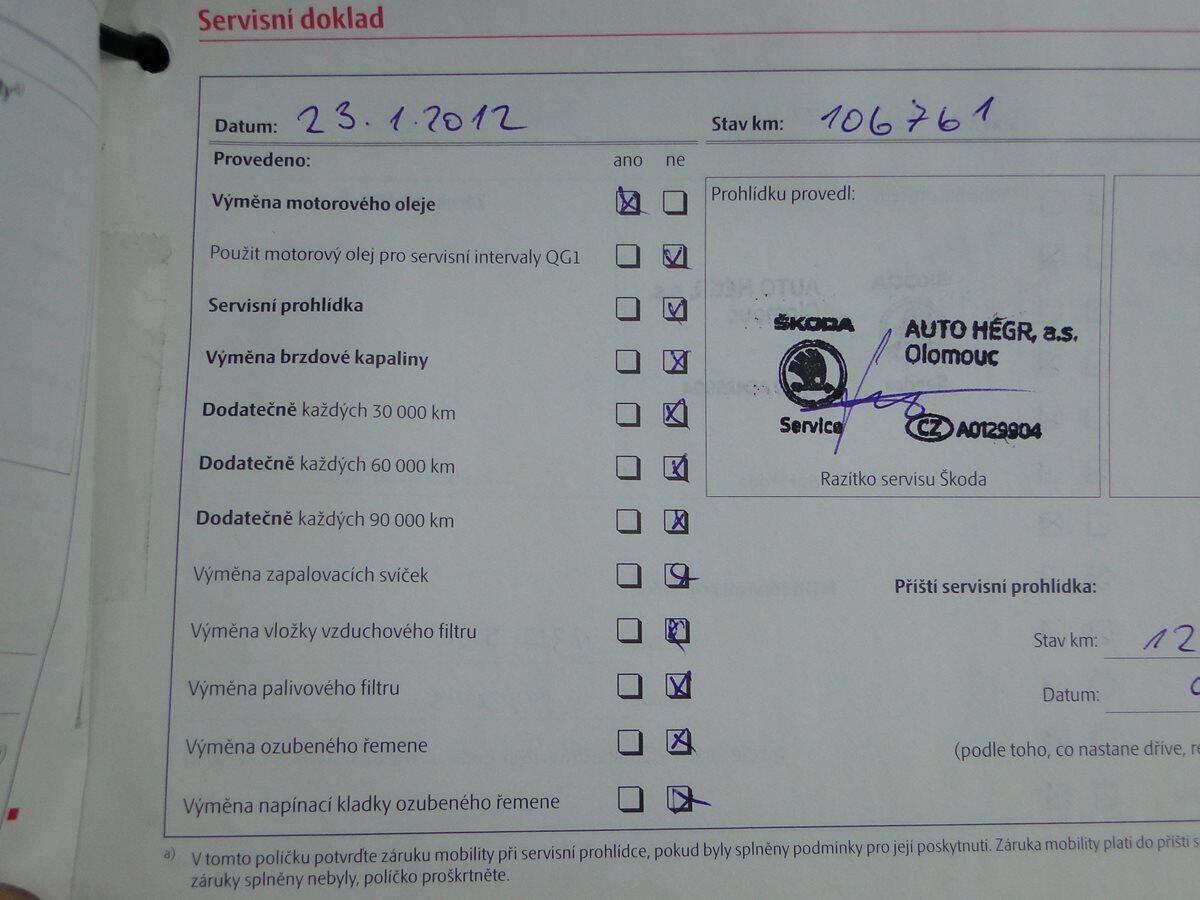 Servisní doklad
Datum: 23.1.2012
Stav km: 106761
Provedeno: ano ne
Výměna motorového oleje
Použit motorový olej pro servisní intervaly QG1
Servisní prohlídka
Výměna brzdové kapaliny
Dodatečně každých 30 000 km
Dodatečně každých 60 000 km
Dodatečně každých 90 000 km
Výměna zapalovacích svíček
Výměna vložky vzduchového filtru
Výměna palivového filtru
Výměna ozubeného řemene
Výměna napínací kladky ozubeného řemene
Prohlídku provedl:
ŠKODA
Service
AUTO HÉGR, a.s.
Olomouc
CZ A0129904
Razítko servisu Škoda
Příští servisní prohlídka:
Stav km: 12
Datum:
(podle toho, co nastane dříve,
a) V tomto políčku potvrďte záruku mobility při servisní prohlídce, pokud byly splněny podmínky pro její poskytnutí. Záruka mobility platí do příští
záruky splněny nebyly, políčko proškrtněte.